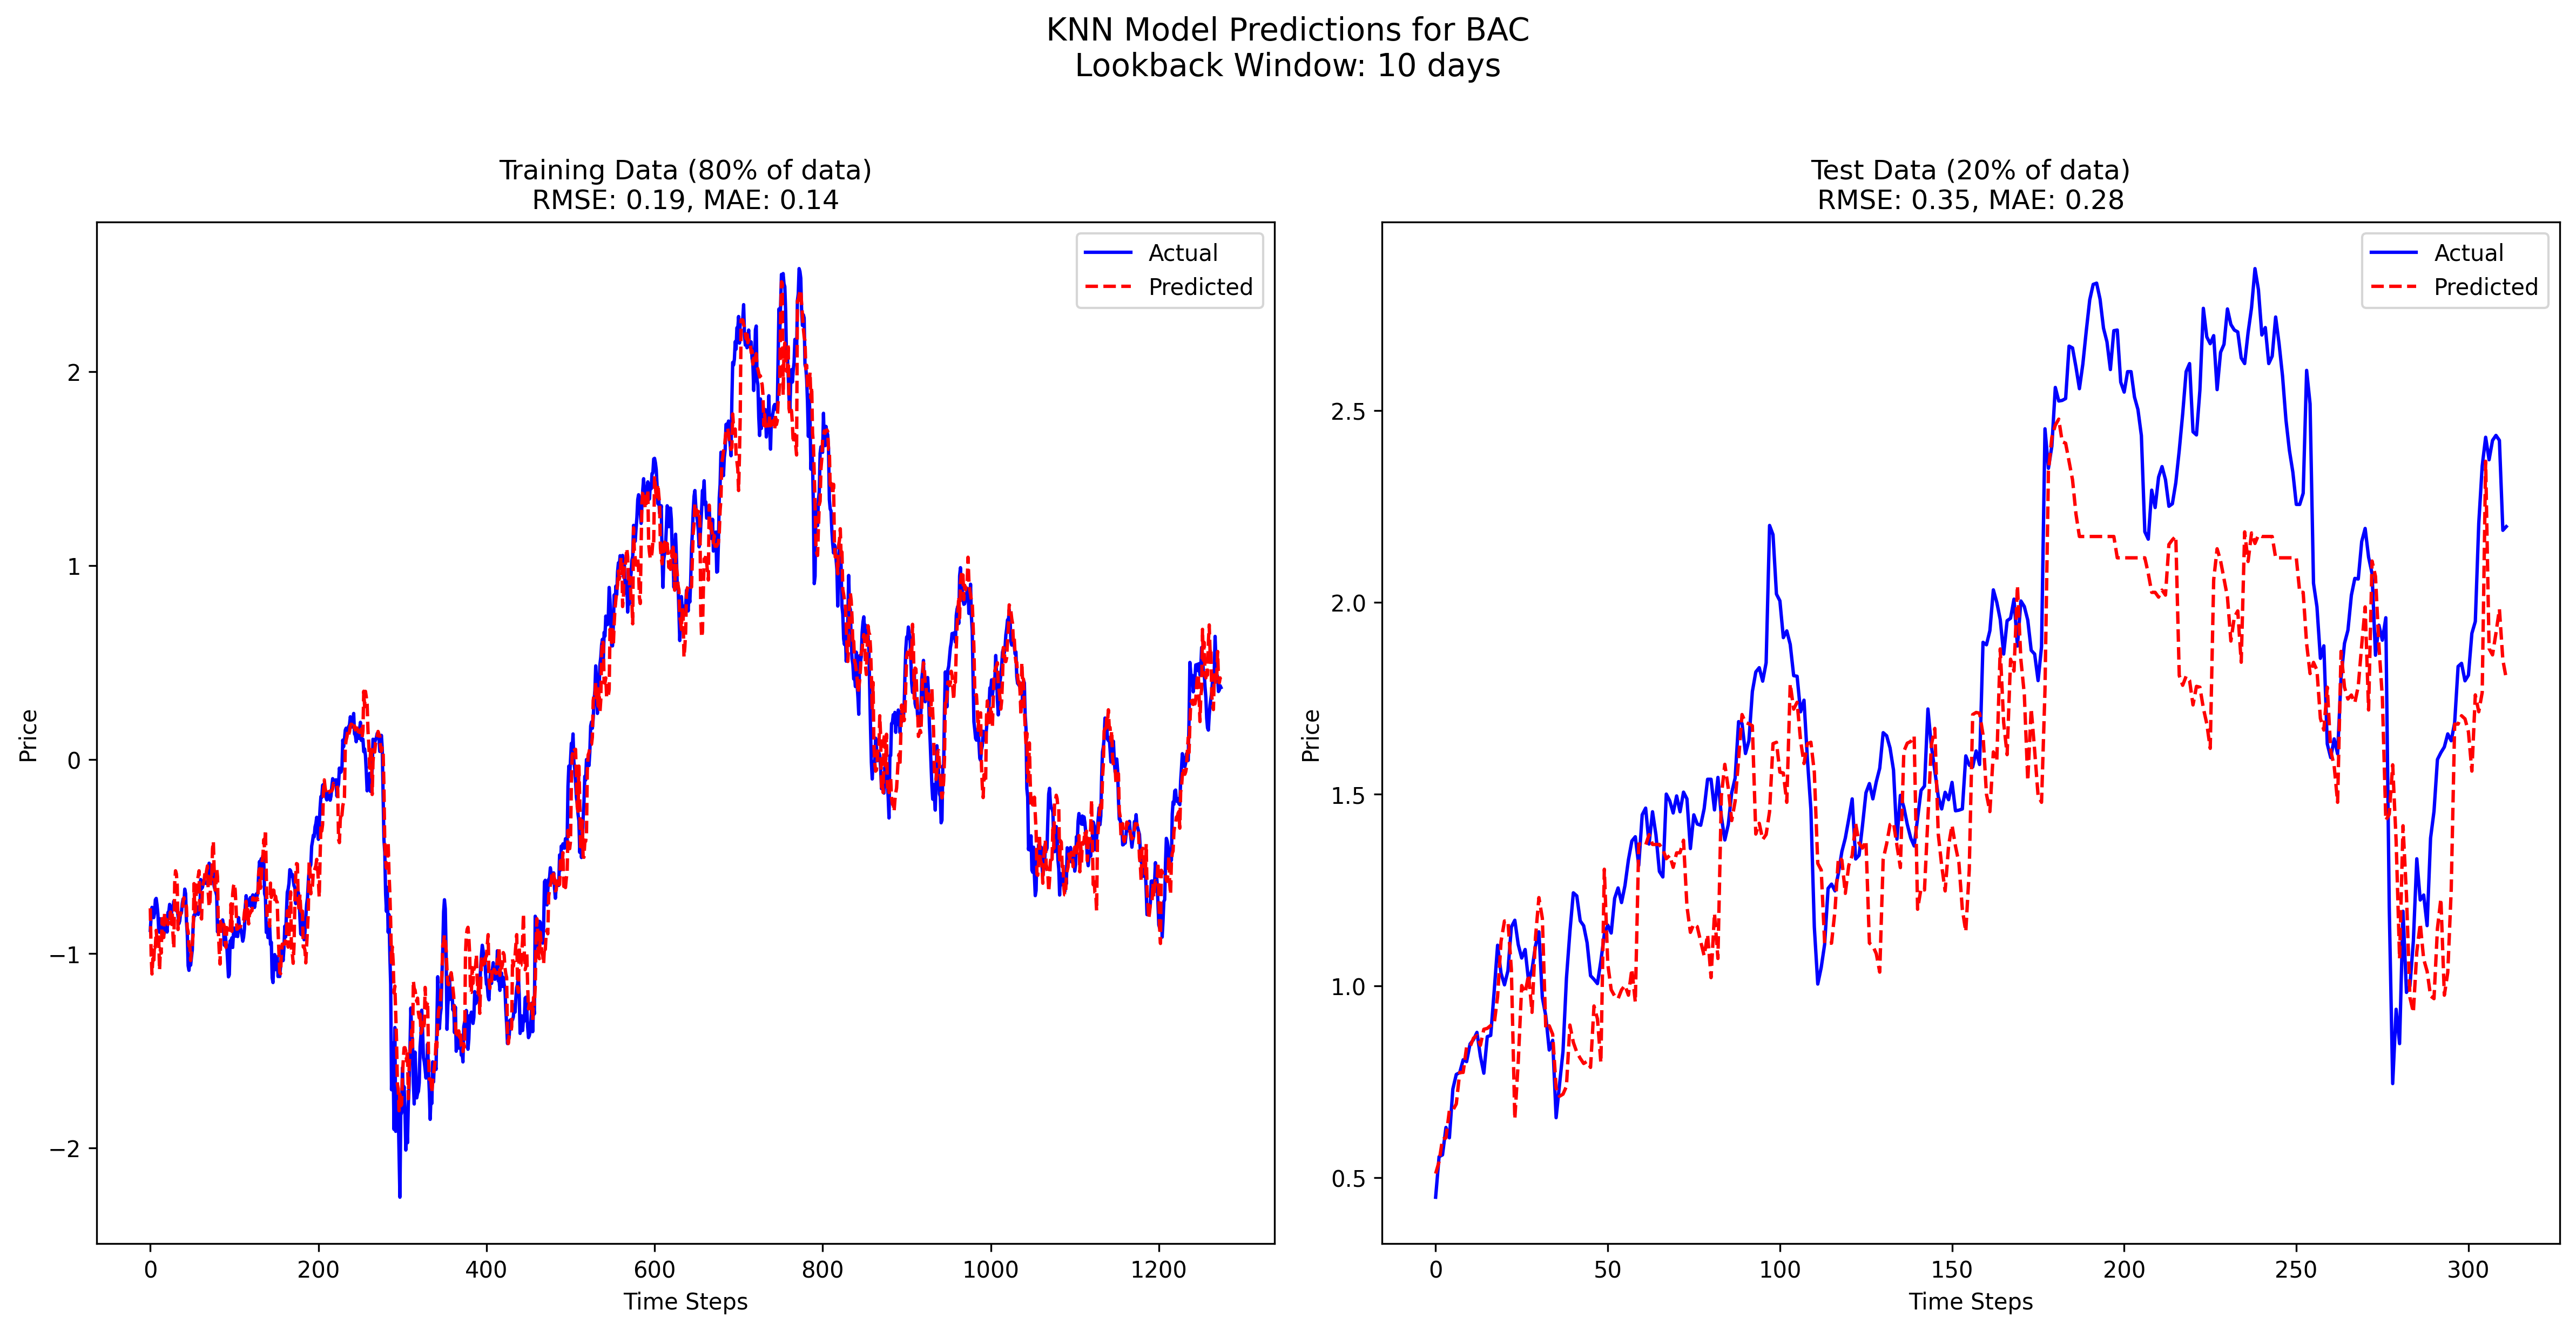 KNN Model Predictions for BAC
Lookback Window: 10 days
Training Data (80% of data)
RMSE: 0.19, MAE: 0.14
Actual
Predicted
Price
2
1
0
−1
−2
0 200 400 600 800 1000 1200
Time Steps
Test Data (20% of data)
RMSE: 0.35, MAE: 0.28
Actual
Predicted
Price
2.5
2.0
1.5
1.0
0.5
0 50 100 150 200 250 300
Time Steps